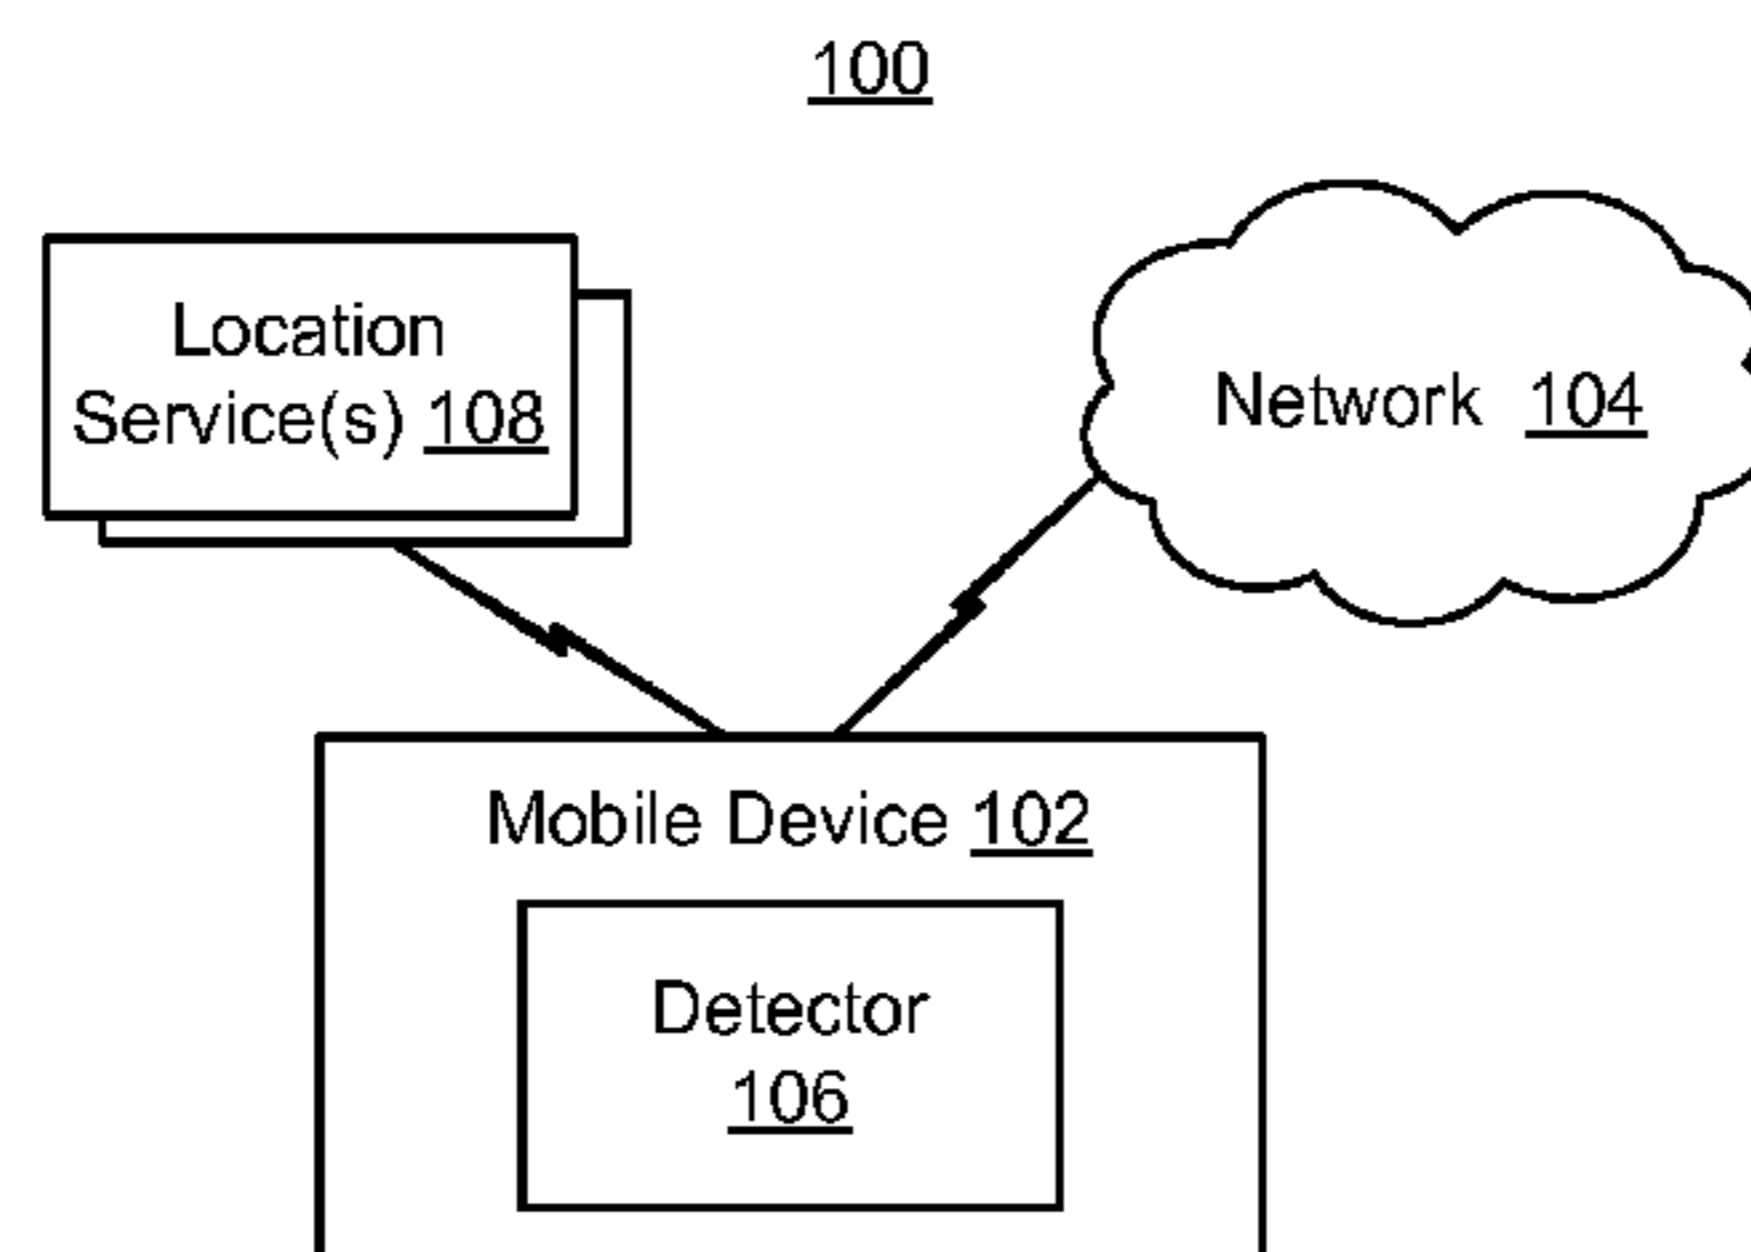 100
Location
Service(s) 108
Network 104
Mobile Device 102
Detector
106